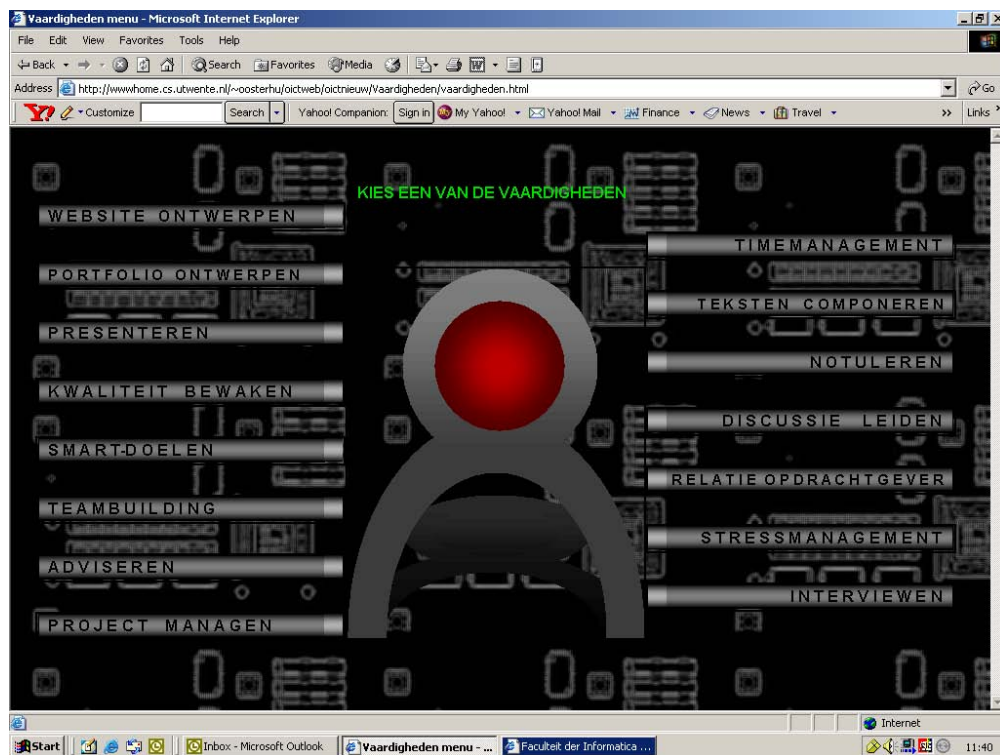 Vaardigheden menu - Microsoft Internet Explorer
File Edit View Favorites Tools Help
Back Search Favorites Media
Address http://wwwhome.cs.utwente.nl/~oosterhu/oictweb/oictnieuw/Vaardigheden/vaardigheden.html Go
Y! Customize Search Yahoo! Companion: Sign in My Yahoo! Yahoo! Mail Finance News Travel >> Links »
KIES EEN VAN DE VAARDIGHEDEN
WEBSITE ONTWERPEN
PORTFOLIO ONTWERPEN
PRESENTEREN
KWALITEIT BEWAKEN
SMART-DOELEN
TEAMBUILDING
ADVISEREN
PROJECT MANAGEN
TIMEMANAGEMENT
TEKSTEN COMPONEREN
NOTULEREN
DISCUSSIE LEIDEN
RELATIE OPDRACHTGEVER
STRESSMANAGEMENT
INTERVIEWEN
Internet
Start Inbox - Microsoft Outlook Vaardigheden menu - ... Faculteit der Informatica ... 11:40